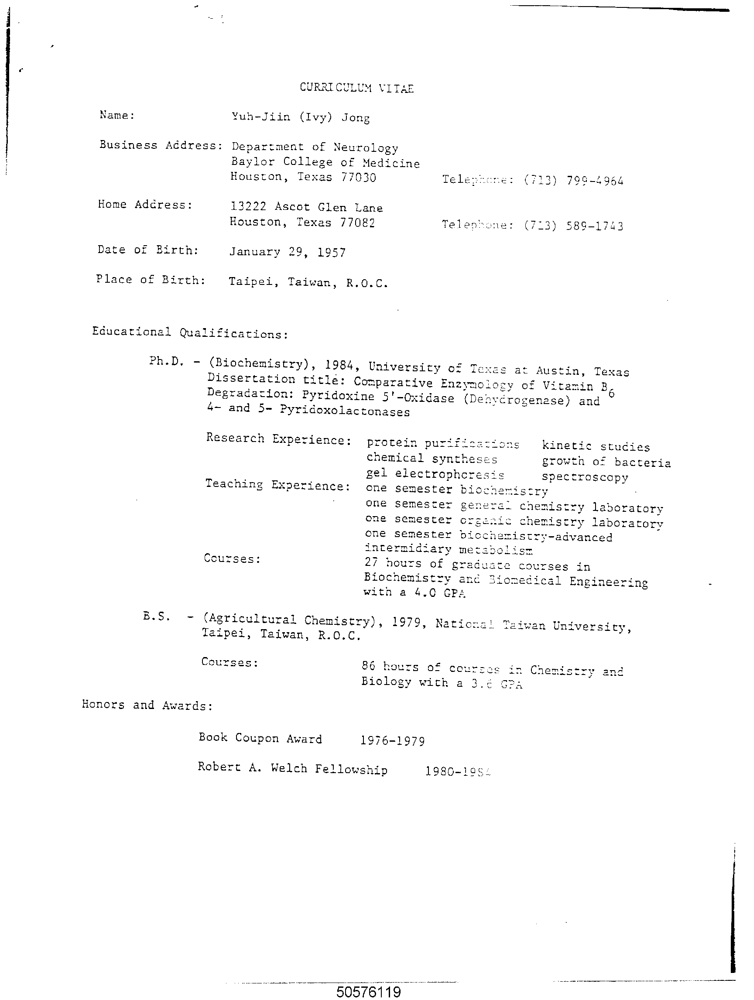 CURRICULUM VITAE
Name: Yuh-Jiin (Ivy) Jong
Business Address: Department of Neurology
Baylor College of Medicine
Houston, Texas 77030 Telephone: (713) 799-4964
Home Address: 13222 Ascot Glen Lane
Houston, Texas 77082 Telephone: (713) 589-1743
Date of Birth: January 29, 1957
Place of Birth: Taipei, Taiwan, R.O.C.
Educational Qualifications:
Ph.D. - (Biochemistry), 1984, University of Texas at Austin, Texas
Dissertation title: Comparative Enzymology of Vitamin B6
Degradation: Pyridoxine 5'-Oxidase (Dehydrogenase) and
4- and 5- Pyridoxolactonases
Research Experience: protein purifications kinetic studies
chemical syntheses growth of bacteria
gel electrophoresis spectroscopy
Teaching Experience: one semester biochemistry
one semester general chemistry laboratory
one semester organic chemistry laboratory
one semester biochemistry-advanced
intermidiary metabolism
Courses: 27 hours of graduate courses in
Biochemistry and Biomedical Engineering
with a 4.0 GPA
B.S. - (Agricultural Chemistry), 1979, National Taiwan University,
Taipei, Taiwan, R.O.C.
Courses: 86 hours of courses in Chemistry and
Biology with a 3.6 GPA
Honors and Awards:
Book Coupon Award 1976-1979
Robert A. Welch Fellowship 1980-1984
50576119